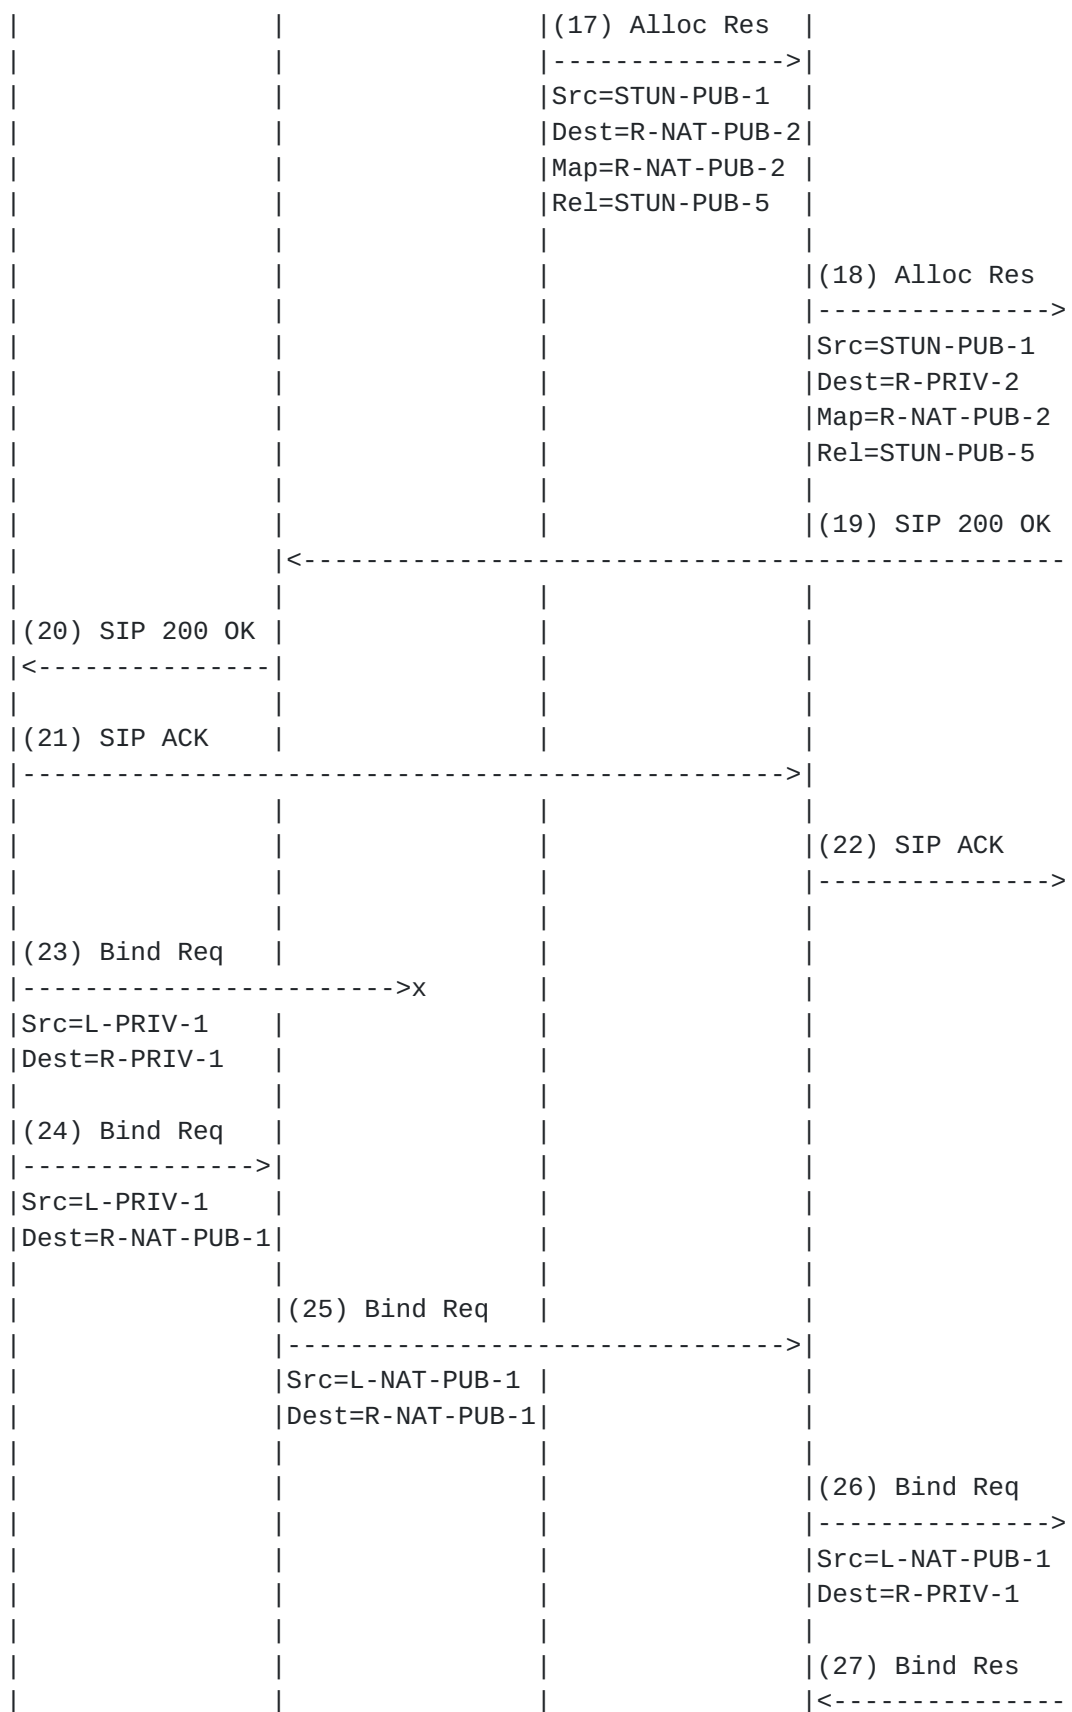 |                |                |(17) Alloc Res  |
|                |                |--------------->|
|                |                |Src=STUN-PUB-1  |
|                |                |Dest=R-NAT-PUB-2|
|                |                |Map=R-NAT-PUB-2 |
|                |                |Rel=STUN-PUB-5  |
|                |                |                |
|                |                |                |(18) Alloc Res
|                |                |                |--------------->
|                |                |                |Src=STUN-PUB-1
|                |                |                |Dest=R-PRIV-2
|                |                |                |Map=R-NAT-PUB-2
|                |                |                |Rel=STUN-PUB-5
|                |                |                |
|                |                |                |(19) SIP 200 OK
|                |<-------------------------------------------------
|                |                |                |
|(20) SIP 200 OK |                |                |
|<---------------|                |                |
|                |                |                |
|(21) SIP ACK    |                |                |
|------------------------------------------------->|
|                |                |                |
|                |                |                |(22) SIP ACK
|                |                |                |--------------->
|                |                |                |
|(23) Bind Req   |                |                |
|------------------------>x       |                |
|Src=L-PRIV-1    |                |                |
|Dest=R-PRIV-1   |                |                |
|                |                |                |
|(24) Bind Req   |                |                |
|--------------->|                |                |
|Src=L-PRIV-1    |                |                |
|Dest=R-NAT-PUB-1|                |                |
|                |                |                |
|                |(25) Bind Req   |                |
|                |-------------------------------->|
|                |Src=L-NAT-PUB-1 |                |
|                |Dest=R-NAT-PUB-1|                |
|                |                |                |
|                |                |                |(26) Bind Req
|                |                |                |--------------->
|                |                |                |Src=L-NAT-PUB-1
|                |                |                |Dest=R-PRIV-1
|                |                |                |
|                |                |                |(27) Bind Res
|                |                |                |<---------------